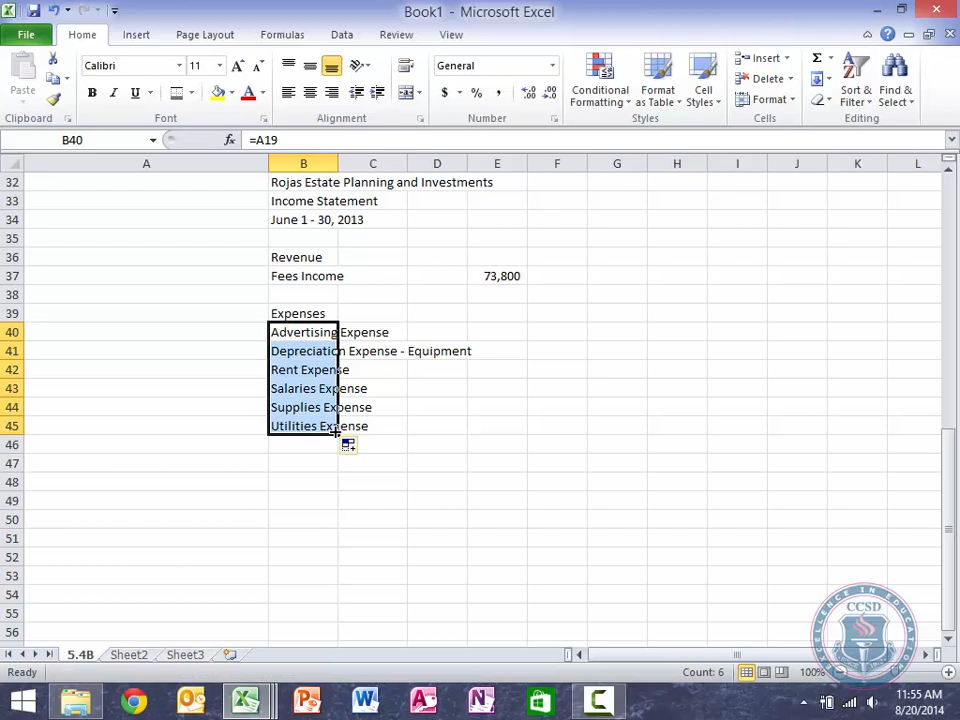 Book1 - Microsoft Excel
File Home Insert Page Layout Formulas Data Review View
Calibri 11 General
Paste
Conditional Formatting Format as Table Cell Styles
Insert Delete Format
Sort & Filter Find & Select
Clipboard Font Alignment Number Styles Cells Editing
B40 fx =A19
A B C D E F G H I J K L
32 Rojas Estate Planning and Investments
33 Income Statement
34 June 1 - 30, 2013
35
36 Revenue
37 Fees Income 73,800
38
39 Expenses
40 Advertising Expense
41 Depreciation Expense - Equipment
42 Rent Expense
43 Salaries Expense
44 Supplies Expense
45 Utilities Expense
46
47
48
49
50
51
52
53
54
55
56
EXCELLENCE IN EDUCATION
CCSD
5.4B Sheet2 Sheet3
Ready Count: 6 100%
11:55 AM
8/20/2014